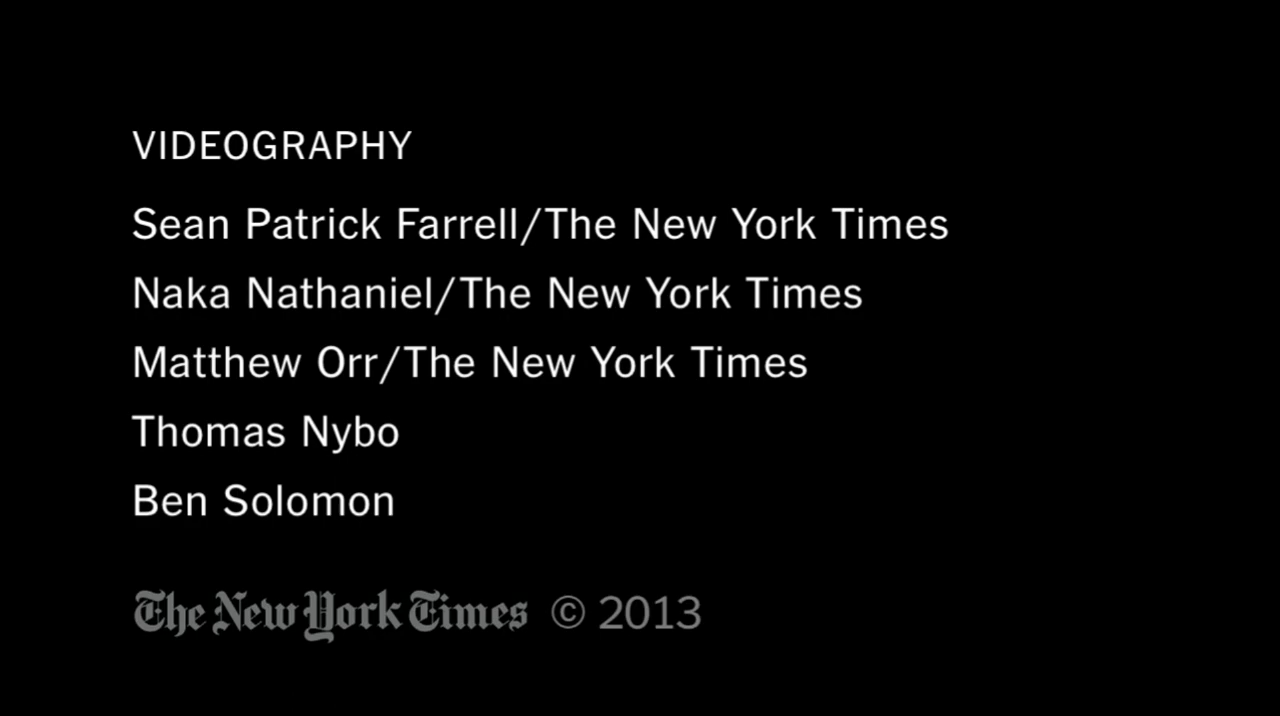 VIDEOGRAPHY
Sean Patrick Farrell/The New York Times
Naka Nathaniel/The New York Times
Matthew Orr/The New York Times
Thomas Nybo
Ben Solomon
The New York Times © 2013